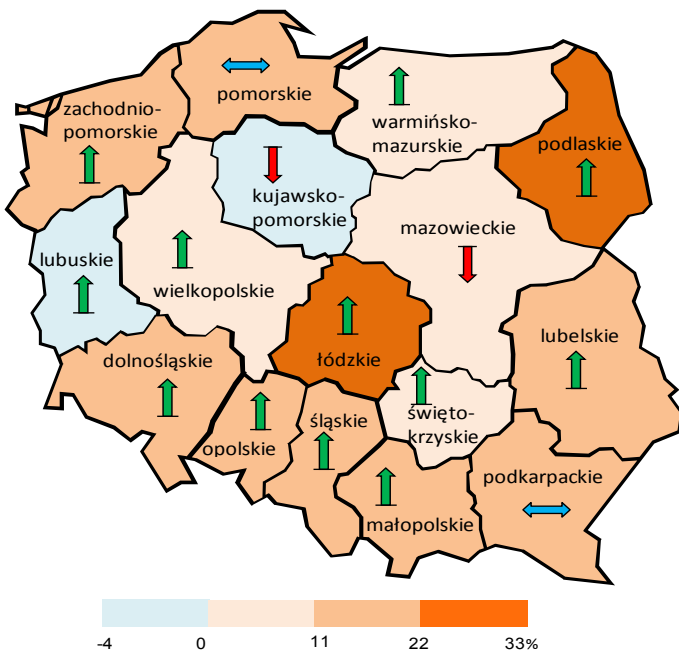 pomorskie
zachodnio-
pomorskie
warmińsko-
mazurskie
podlaskie
kujawsko-
pomorskie
mazowieckie
lubuskie
wielkopolskie
lubelskie
dolnośląskie
łódzkie
święto-
krzyskie
śląskie
opolskie
podkarpackie
małopolskie
-4 0 11 22 33%